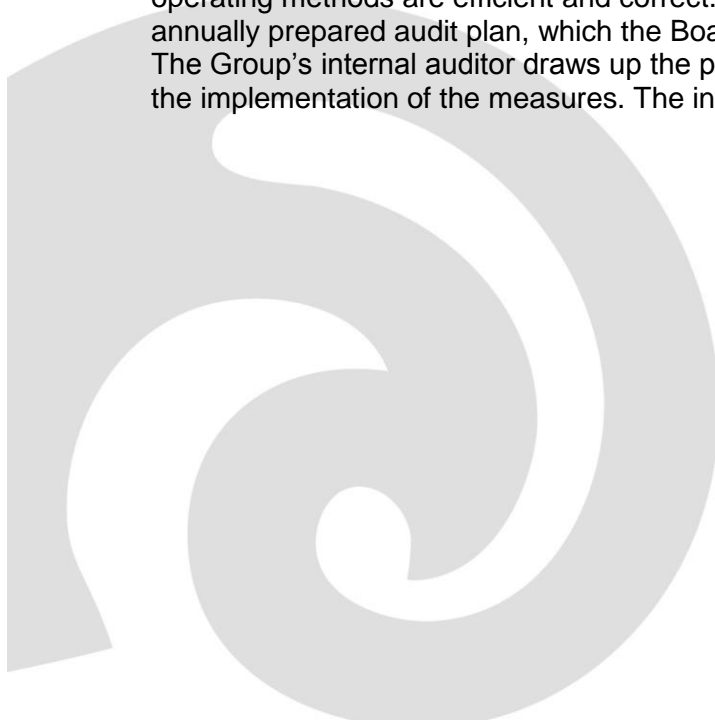 operating methods are efficient and correct.
annually prepared audit plan, which the Boa
The Group's internal auditor draws up the p
the implementation of the measures. The in